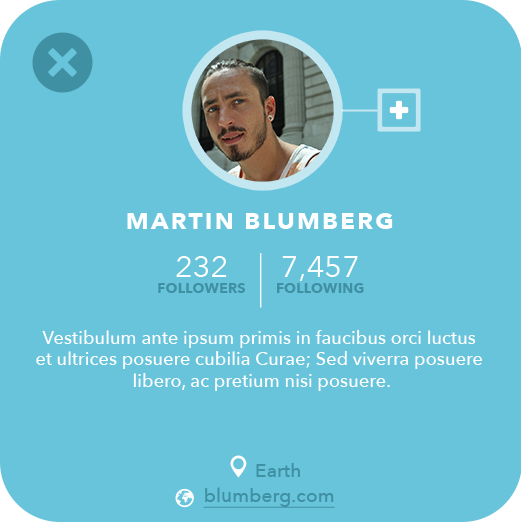 MARTIN BLUMBERG
232 7,457
FOLLOWERS FOLLOWING
Vestibulum ante ipsum primis in faucibus orci luctus
et ultrices posuere cubilia Curae; Sed viverra posuere
libero, ac pretium nisi posuere.
Earth
blumberg.com